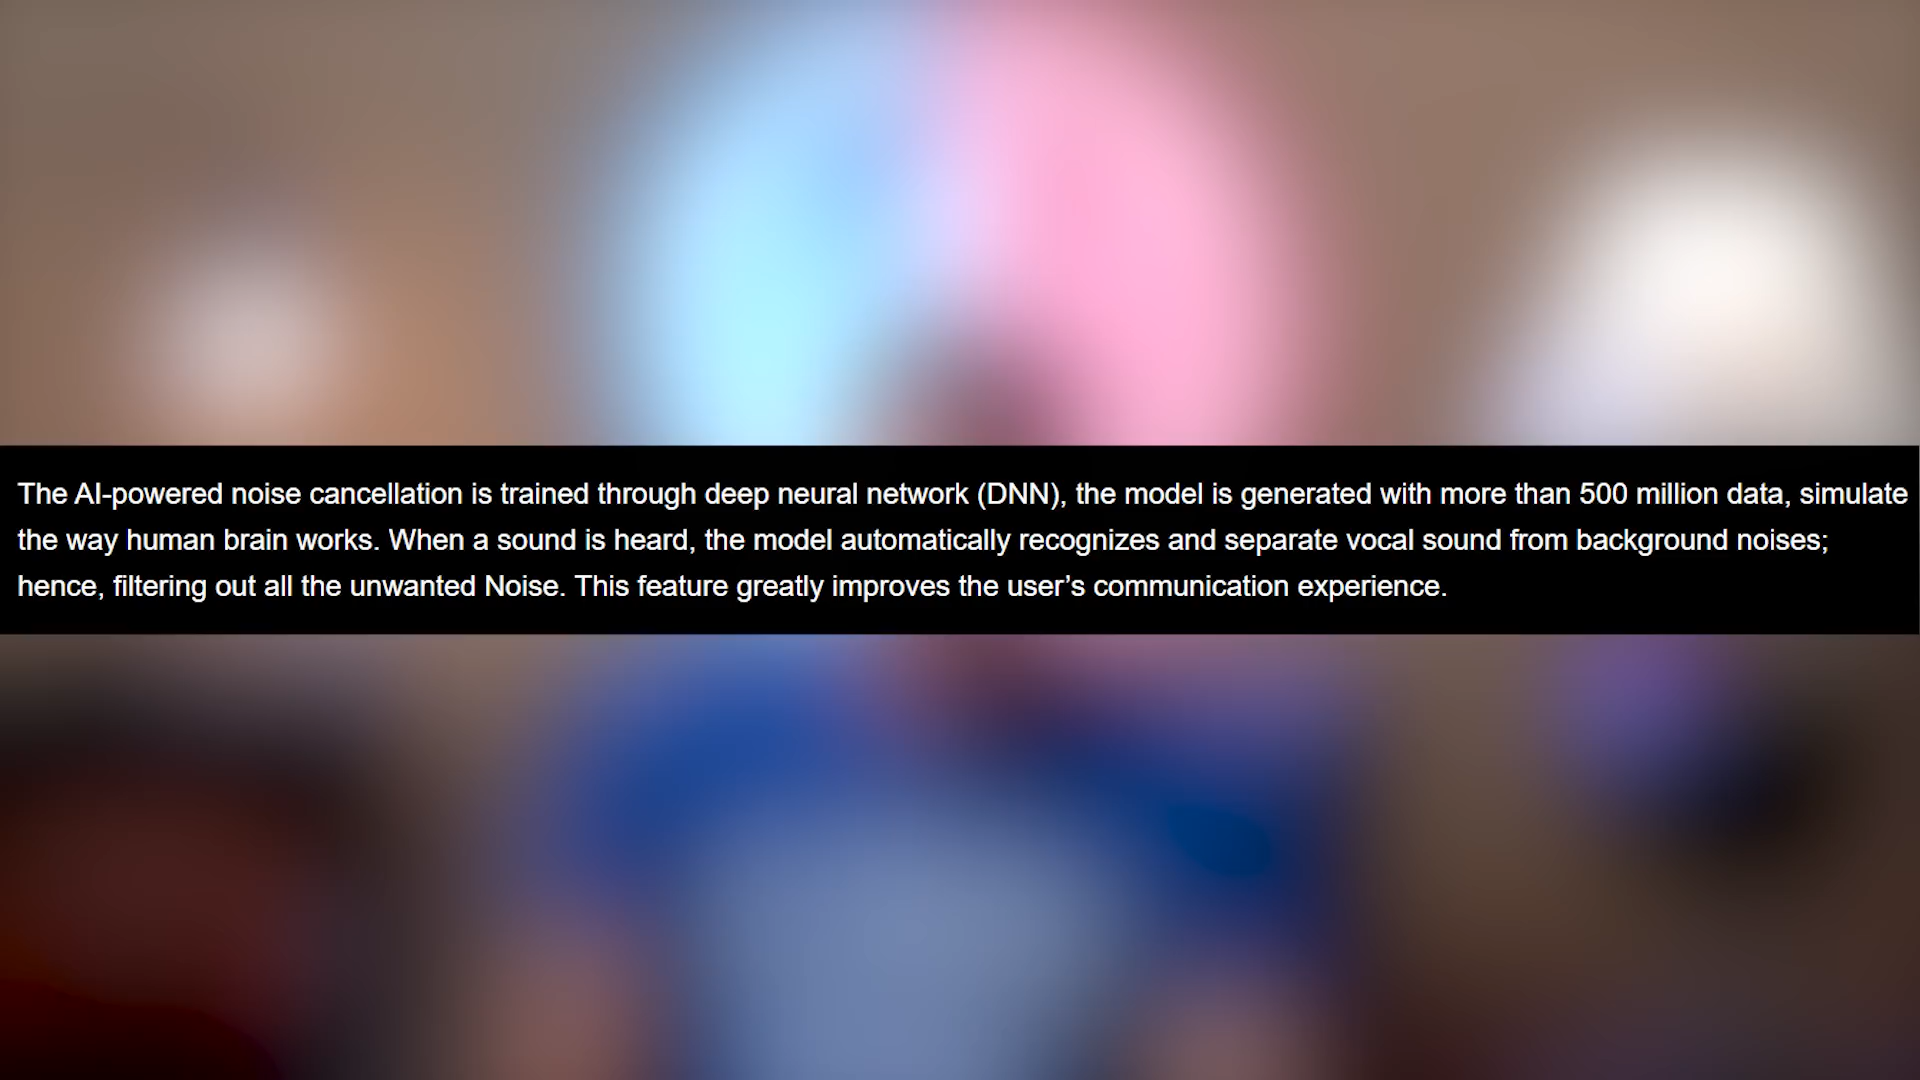 The AI-powered noise cancellation is trained through deep neural network (DNN), the model is generated with more than 500 million data, simulate
the way human brain works. When a sound is heard, the model automatically recognizes and separate vocal sound from background noises;
hence, filtering out all the unwanted Noise. This feature greatly improves the user’s communication experience.